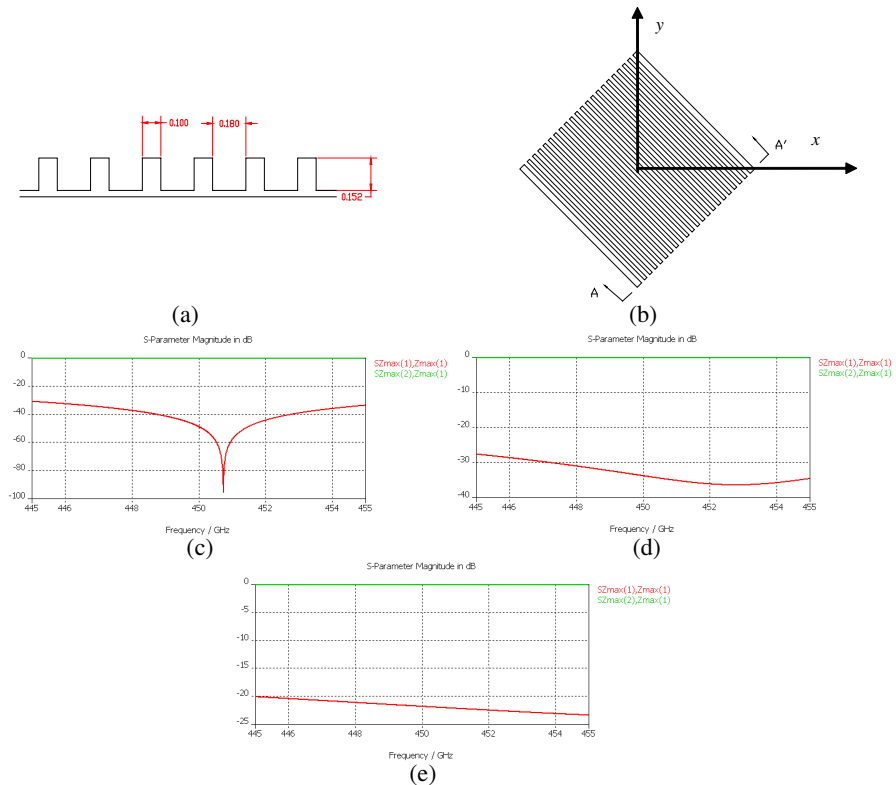 0.100
0.180
0.152
(a)
y
x
A'
A
(b)
S-Parameter Magnitude in dB
0
-20
-40
-60
-80
-100
445
446
448
450
452
454
455
Frequency / GHz
SZmax(1),Zmax(1)
SZmax(2),Zmax(1)
(c)
S-Parameter Magnitude in dB
0
-10
-20
-30
-40
445
446
448
450
452
454
455
Frequency / GHz
SZmax(1),Zmax(1)
SZmax(2),Zmax(1)
(d)
S-Parameter Magnitude in dB
0
-5
-10
-15
-20
-25
445
446
448
450
452
454
455
Frequency / GHz
SZmax(1),Zmax(1)
SZmax(2),Zmax(1)
(e)